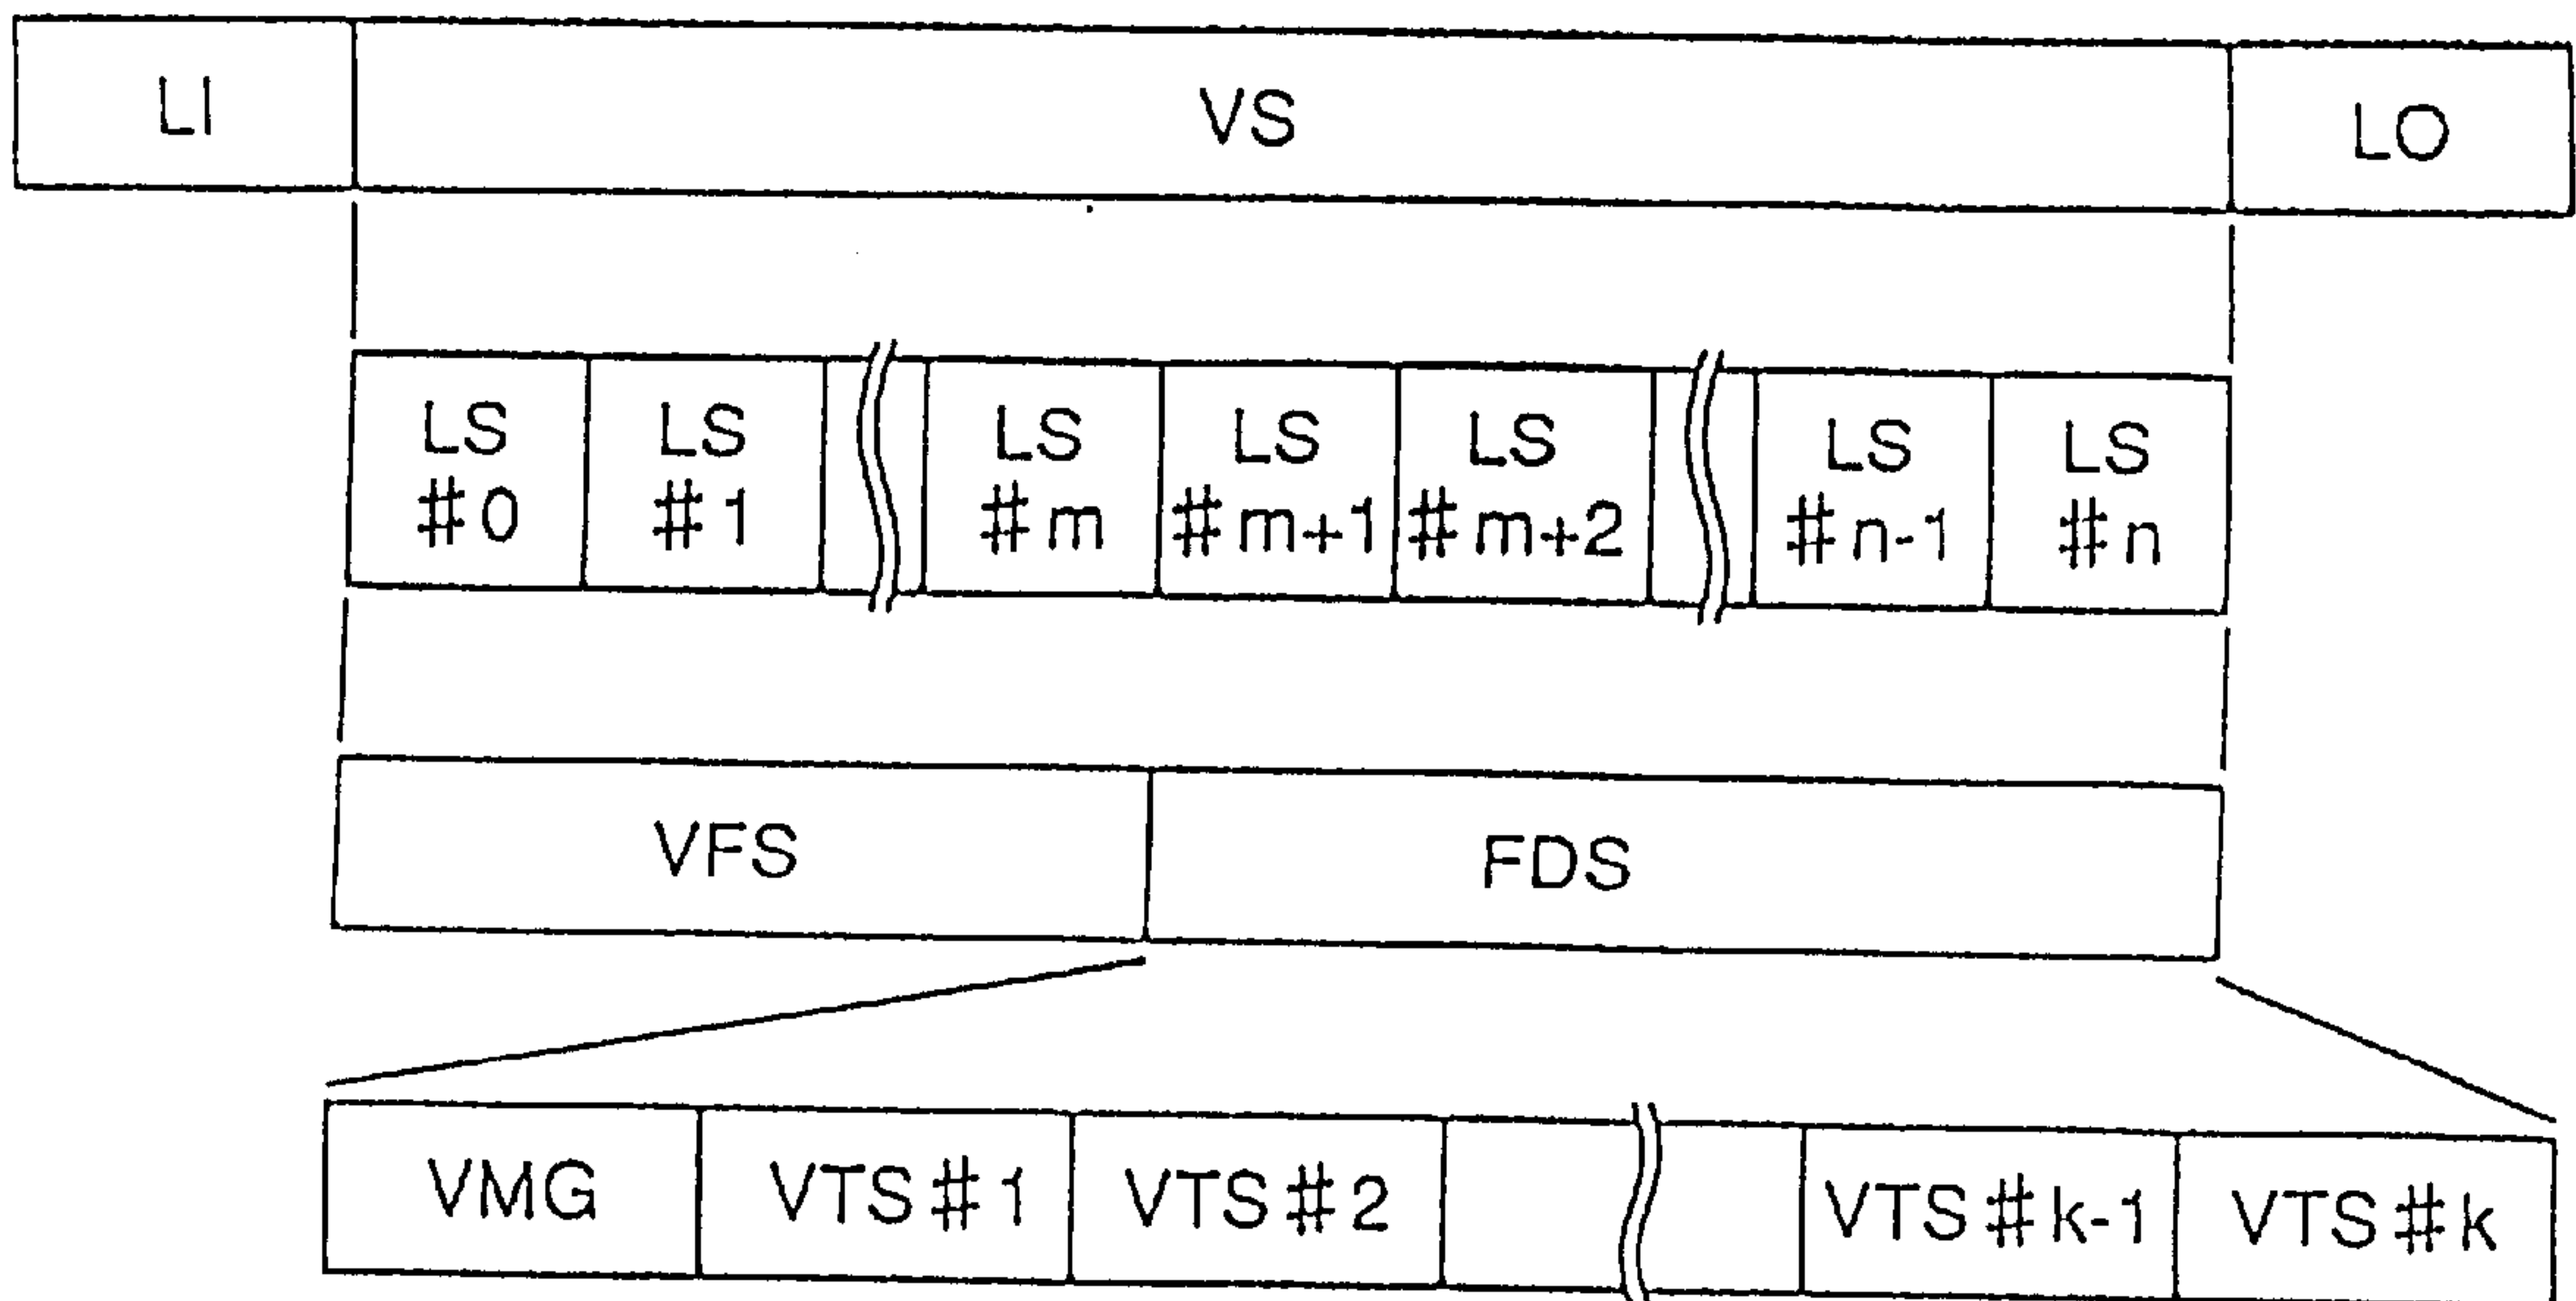 LI VS LO
LS LS LS LS LS LS LS
#0 #1 #m #m+1 #m+2 #n-1 #n
VFS FDS
VMG VTS#1 VTS#2 VTS#k-1 VTS#k